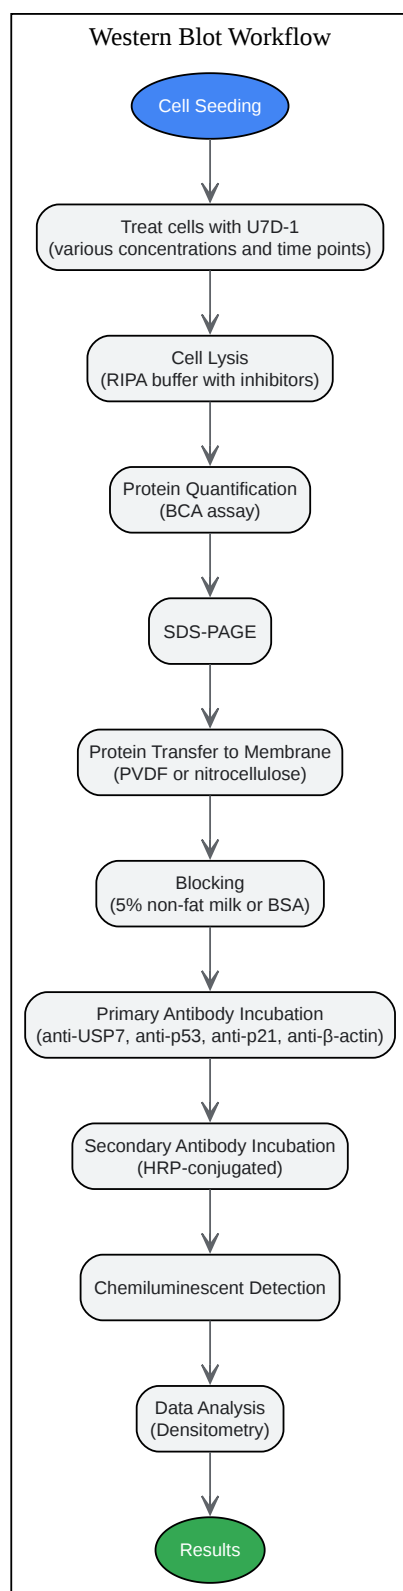 Western Blot Workflow
Cell Seeding
Treat cells with U7D-1
(various concentrations and time points)
Cell Lysis
(RIPA buffer with inhibitors)
Protein Quantification
(BCA assay)
SDS-PAGE
Protein Transfer to Membrane
(PVDF or nitrocellulose)
Blocking
(5% non-fat milk or BSA)
Primary Antibody Incubation
(anti-USP7, anti-p53, anti-p21, anti-β-actin)
Secondary Antibody Incubation
(HRP-conjugated)
Chemiluminescent Detection
Data Analysis
(Densitometry)
Results